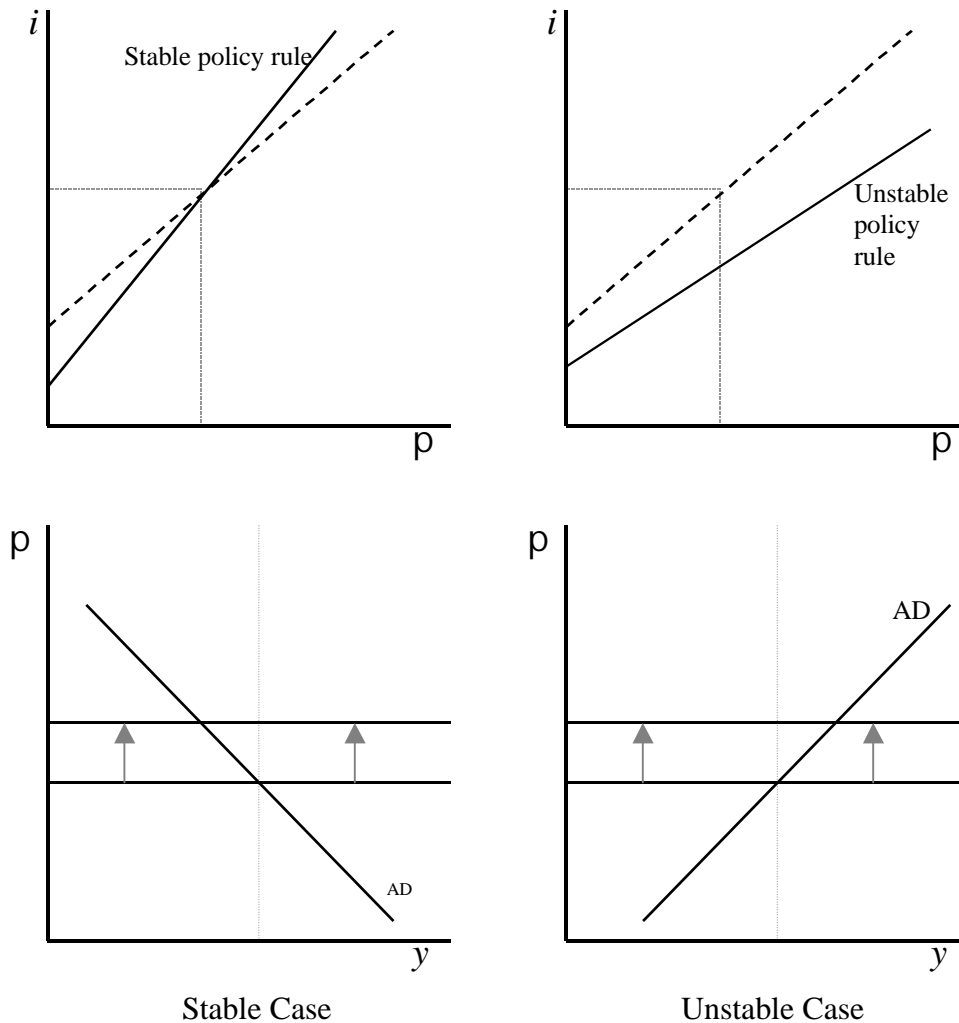 i
Stable policy rule
p
i
Unstable
policy
rule
p
p
AD
y
p
AD
y
Stable Case
Unstable Case